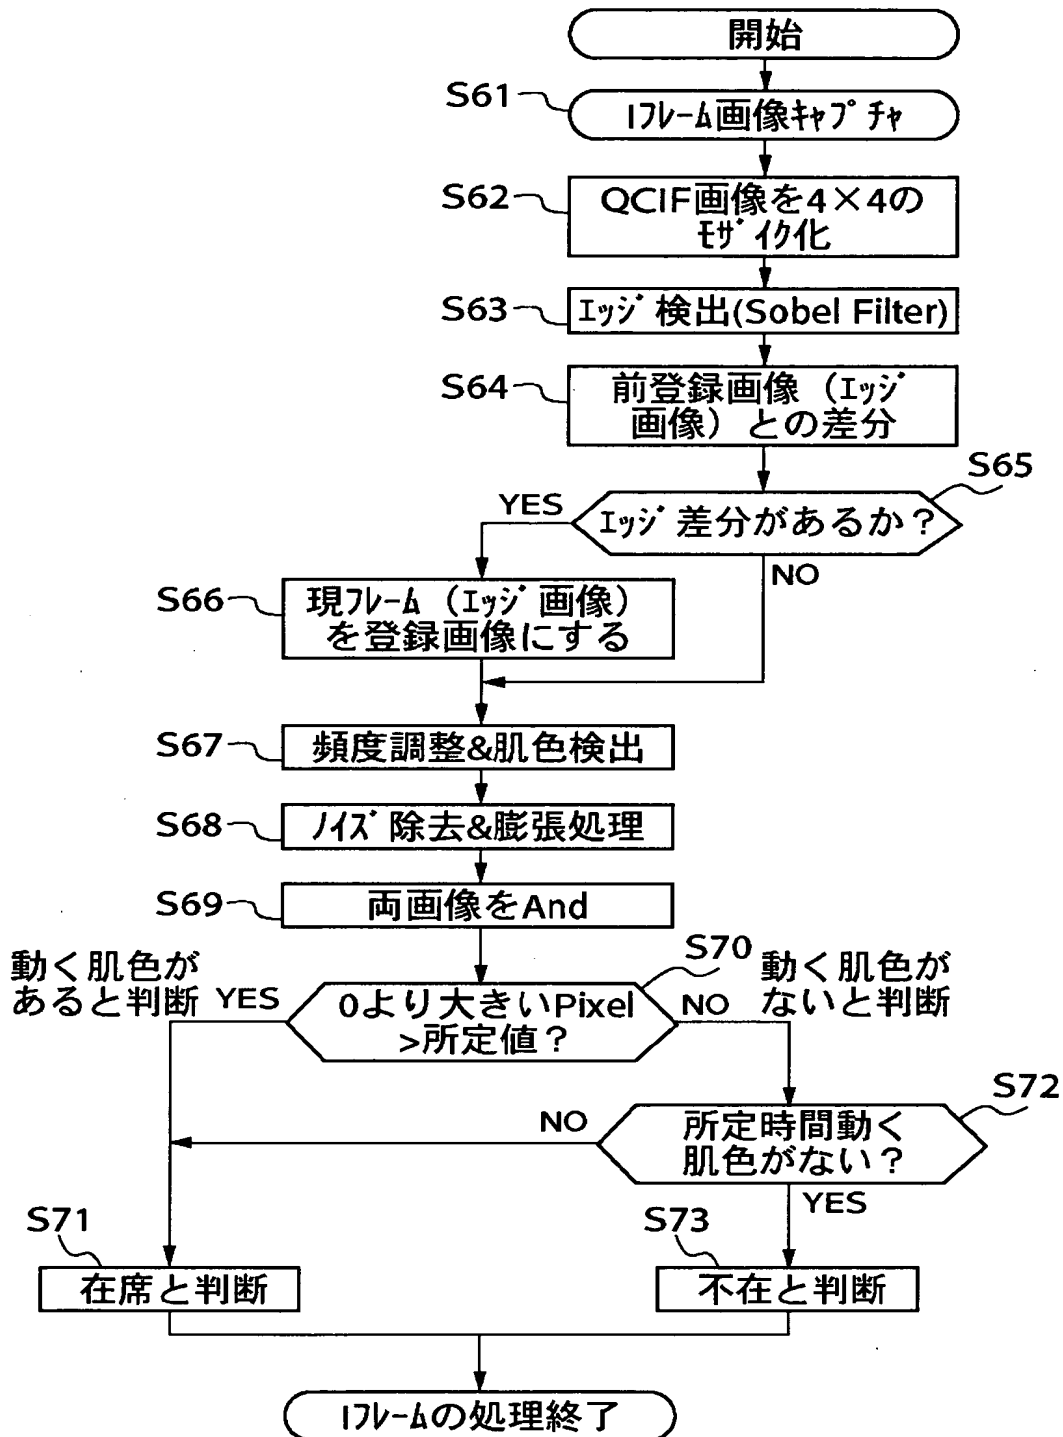 開始
S61
1フレーム画像キャプチャ
S62
QCIF画像を4×4の
モザイク化
S63
エッジ検出(Sobel Filter)
S64
前登録画像（エッジ
画像）との差分
S65
エッジ差分があるか？
YES
NO
S66
現フレーム（エッジ画像）
を登録画像にする
S67
頻度調整&肌色検出
S68
ノイズ除去&膨張処理
S69
両画像をAnd
S70
0より大きいPixel
>所定値？
動く肌色が
あると判断
YES
NO
動く肌色が
ないと判断
S72
所定時間動く
肌色がない？
NO
YES
S71
在席と判断
S73
不在と判断
1フレームの処理終了